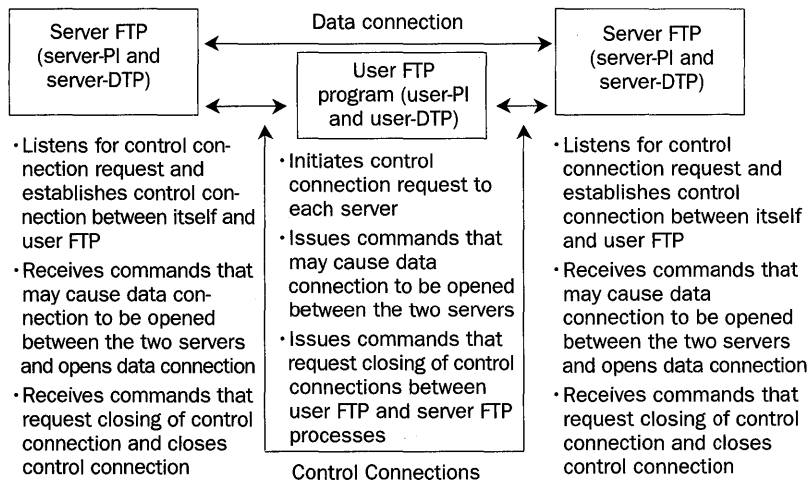 Data connection
Server FTP
(server-PI and
server-DTP)
User FTP
program (user-PI
and user-DTP)
Server FTP
(server-PI and
server-DTP)
· Listens for control con-
nection request and
establishes control con-
nection between itself and
user FTP
· Receives commands that
may cause data con-
nection to be opened
between the two servers
and opens data connection
· Receives commands that
request closing of control
connection and closes
control connection
· Initiates control
connection request to
each server
· Issues commands that
may cause data
connection to be opened
between the two servers
· Issues commands that
request closing of control
connections between
user FTP and server FTP
processes
· Listens for control
connection request and
establishes control
connection between itself
and user FTP
· Receives commands that
may cause data
connection to be opened
between the two servers
and opens data connection
· Receives commands that
request closing of control
connection and closes
control connection
Control Connections